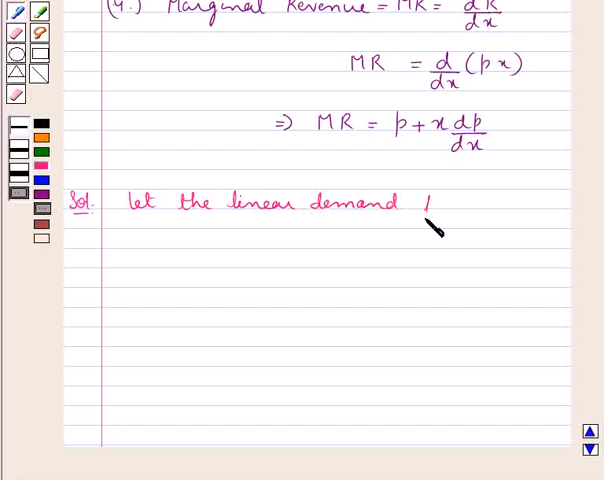 (4.) Marginal Revenue = MR = dR/dx
MR = d/dx (px)
⇒ MR = p + x dp/dx
Sol. Let the linear demand